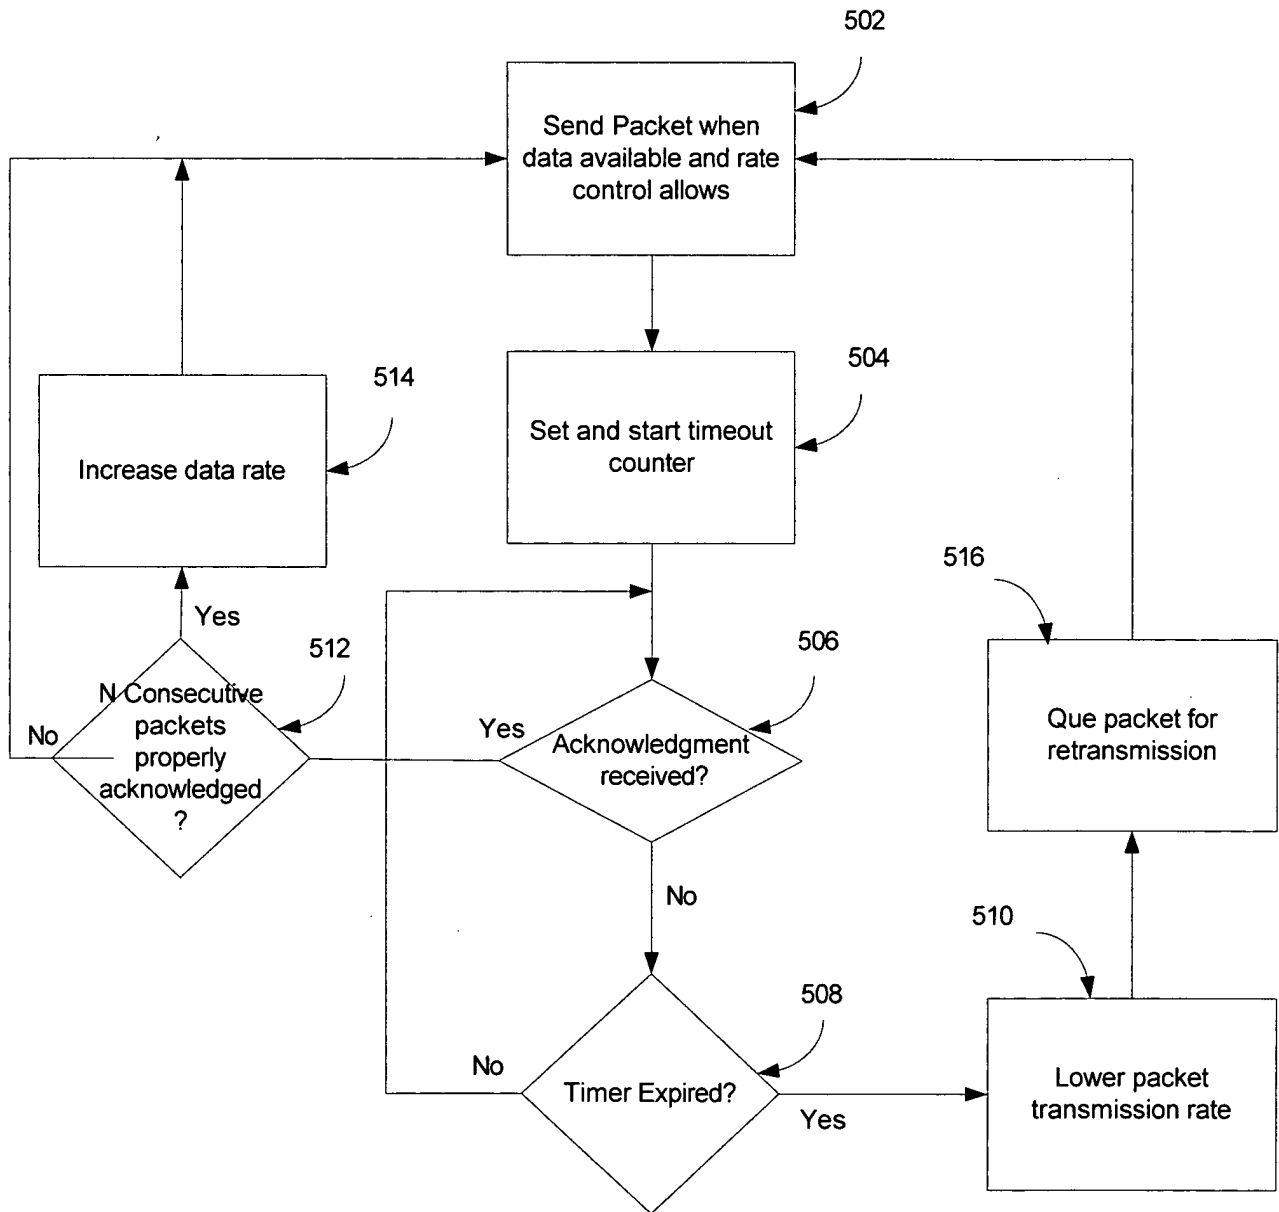 502
Send Packet when
data available and rate
control allows
504
Set and start timeout
counter
514
Increase data rate
516
Que packet for
retransmission
Yes
512
N Consecutive
packets
properly
acknowledged
?
No
506
Yes
Acknowledgment
received?
No
510
Lower packet
transmission rate
508
No
Timer Expired?
Yes